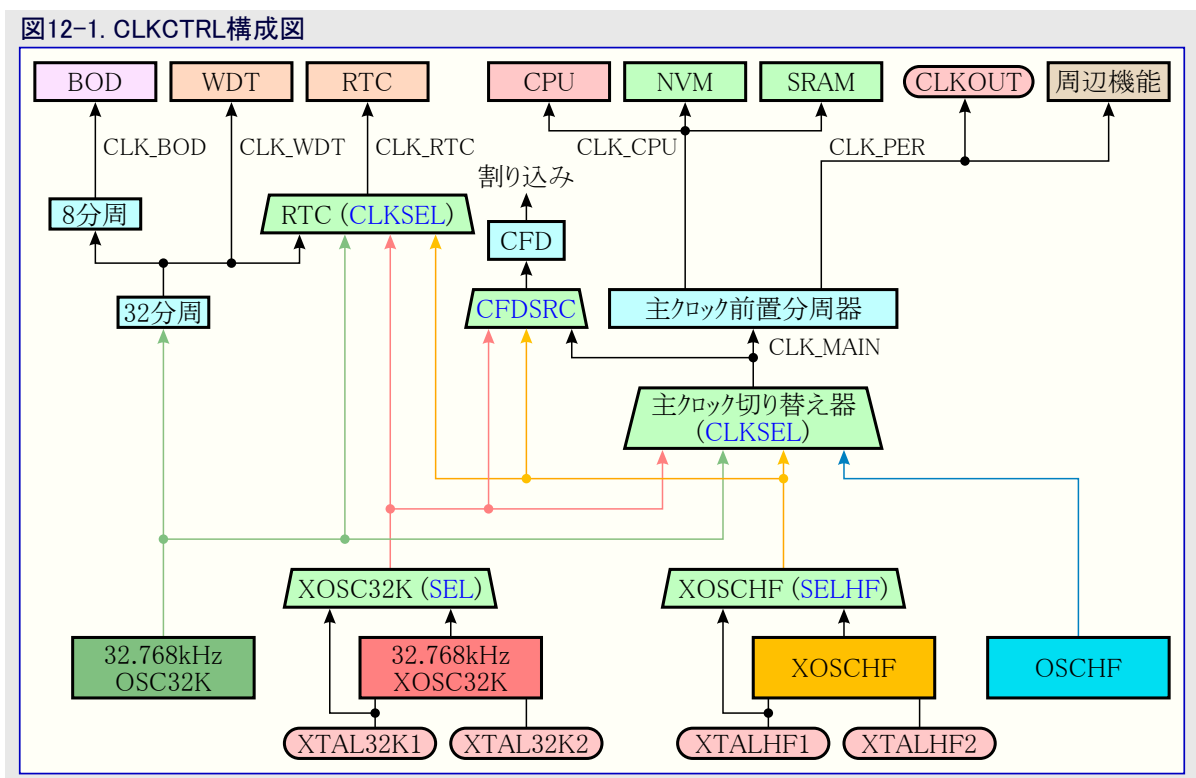 図12-1. CLKCTRL構成図
BOD
WDT
RTC
CPU
NVM
SRAM
CLKOUT
周辺機能
CLK_BOD
CLK_WDT
CLK_RTC
CLK_CPU
CLK_PER
割り込み
8分周
RTC (CLKSEL)
CFD
32分周
CFDSRC
主クロック前置分周器
CLK_MAIN
主クロック切り替え器
(CLKSEL)
XOSC32K (SEL)
XOSCHF (SELHF)
32.768kHz
OSC32K
32.768kHz
XOSC32K
XOSCHF
OSCHF
XTAL32K1
XTAL32K2
XTALHF1
XTALHF2